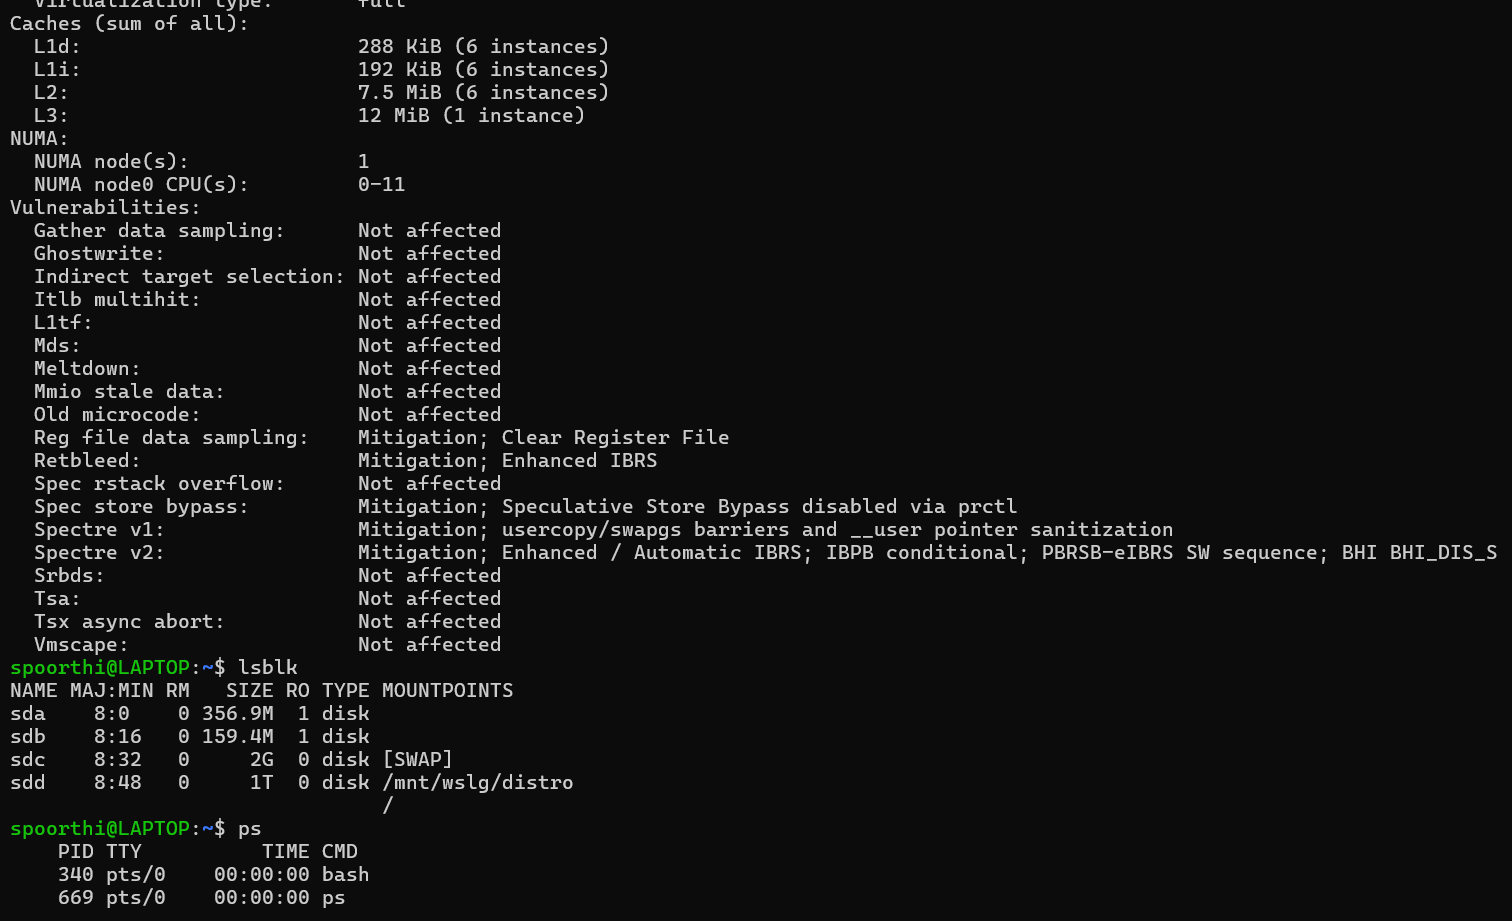 Virtualization type:       full
Caches (sum of all):
  L1d:                       288 KiB (6 instances)
  L1i:                       192 KiB (6 instances)
  L2:                        7.5 MiB (6 instances)
  L3:                        12 MiB (1 instance)
NUMA:
  NUMA node(s):              1
  NUMA node0 CPU(s):         0-11
Vulnerabilities:
  Gather data sampling:      Not affected
  Ghostwrite:                Not affected
  Indirect target selection: Not affected
  Itlb multihit:             Not affected
  L1tf:                      Not affected
  Mds:                       Not affected
  Meltdown:                  Not affected
  Mmio stale data:           Not affected
  Old microcode:             Not affected
  Reg file data sampling:    Mitigation; Clear Register File
  Retbleed:                  Mitigation; Enhanced IBRS
  Spec rstack overflow:      Not affected
  Spec store bypass:         Mitigation; Speculative Store Bypass disabled via prctl
  Spectre v1:                Mitigation; usercopy/swapgs barriers and __user pointer sanitization
  Spectre v2:                Mitigation; Enhanced / Automatic IBRS; IBPB conditional; PBRSB-eIBRS SW sequence; BHI BHI_DIS_S
  Srbds:                     Not affected
  Tsa:                       Not affected
  Tsx async abort:           Not affected
  Vmscape:                   Not affected
spoorthi@LAPTOP:~$ lsblk
NAME MAJ:MIN RM   SIZE RO TYPE MOUNTPOINTS
sda    8:0    0 356.9M  1 disk
sdb    8:16   0 159.4M  1 disk
sdc    8:32   0     2G  0 disk [SWAP]
sdd    8:48   0     1T  0 disk /mnt/wslg/distro
                               /
spoorthi@LAPTOP:~$ ps
    PID TTY          TIME CMD
    340 pts/0    00:00:00 bash
    669 pts/0    00:00:00 ps